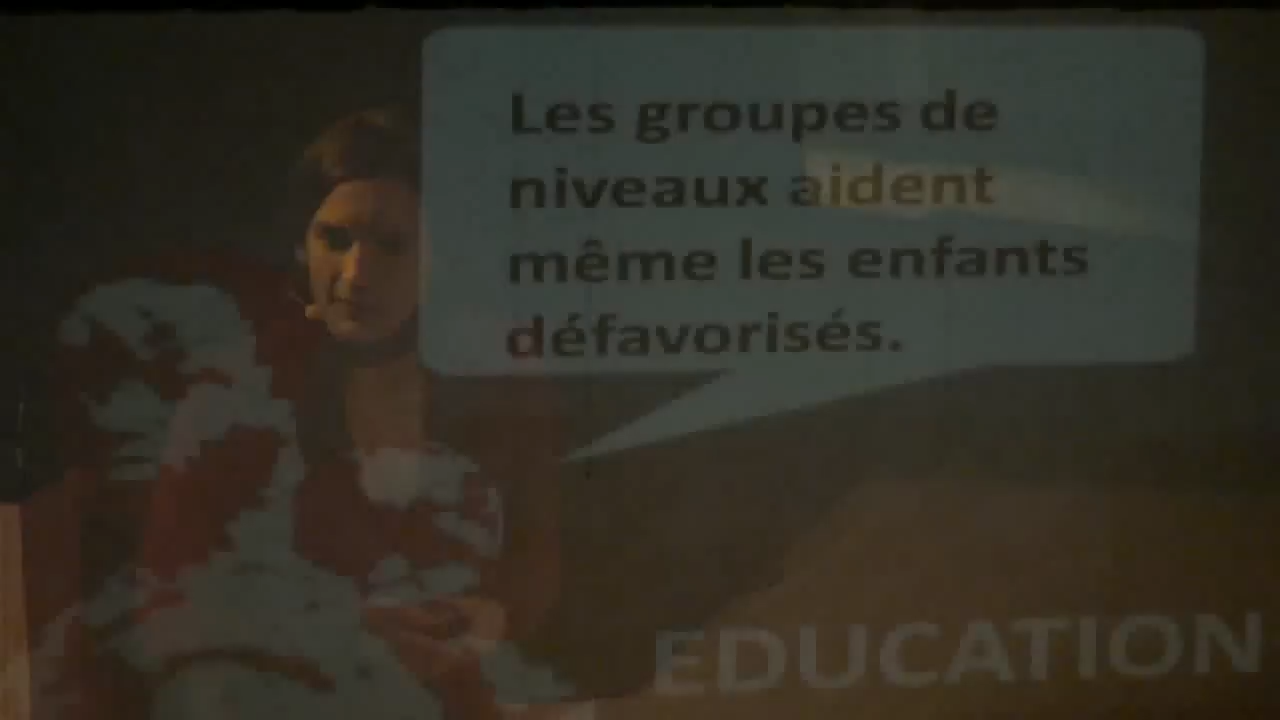 Les groupes de
niveaux aident
même les enfants
défavorisés.
EDUCATION